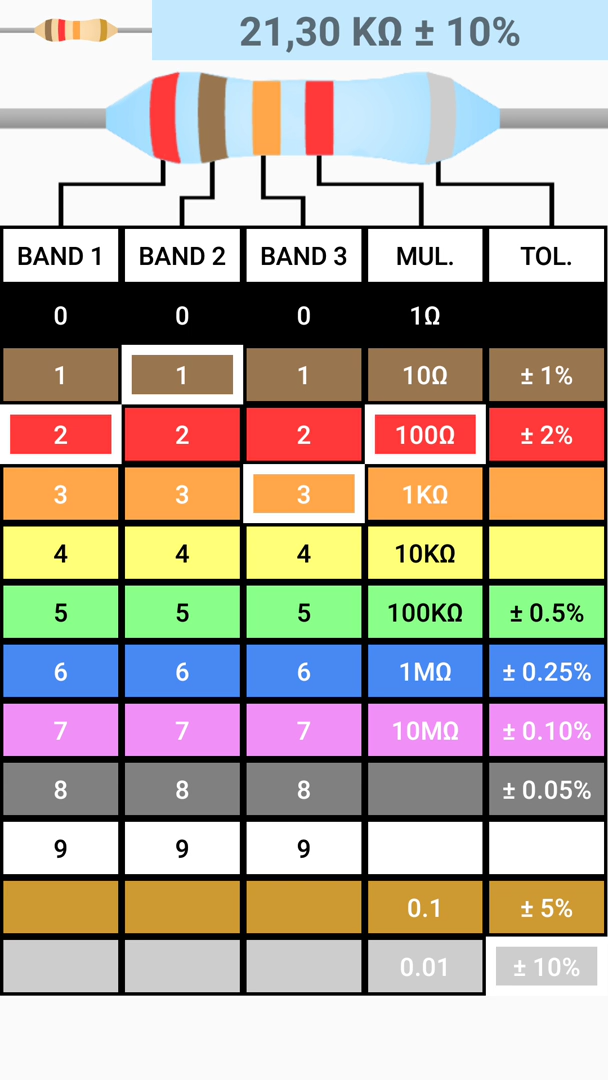 21,30 KΩ ± 10%
BAND 1 BAND 2 BAND 3 MUL. TOL.
0 0 0 1Ω
1 1 1 10Ω ± 1%
2 2 2 100Ω ± 2%
3 3 3 1KΩ
4 4 4 10KΩ
5 5 5 100KΩ ± 0.5%
6 6 6 1MΩ ± 0.25%
7 7 7 10MΩ ± 0.10%
8 8 8 ± 0.05%
9 9 9
0.1 ± 5%
0.01 ± 10%